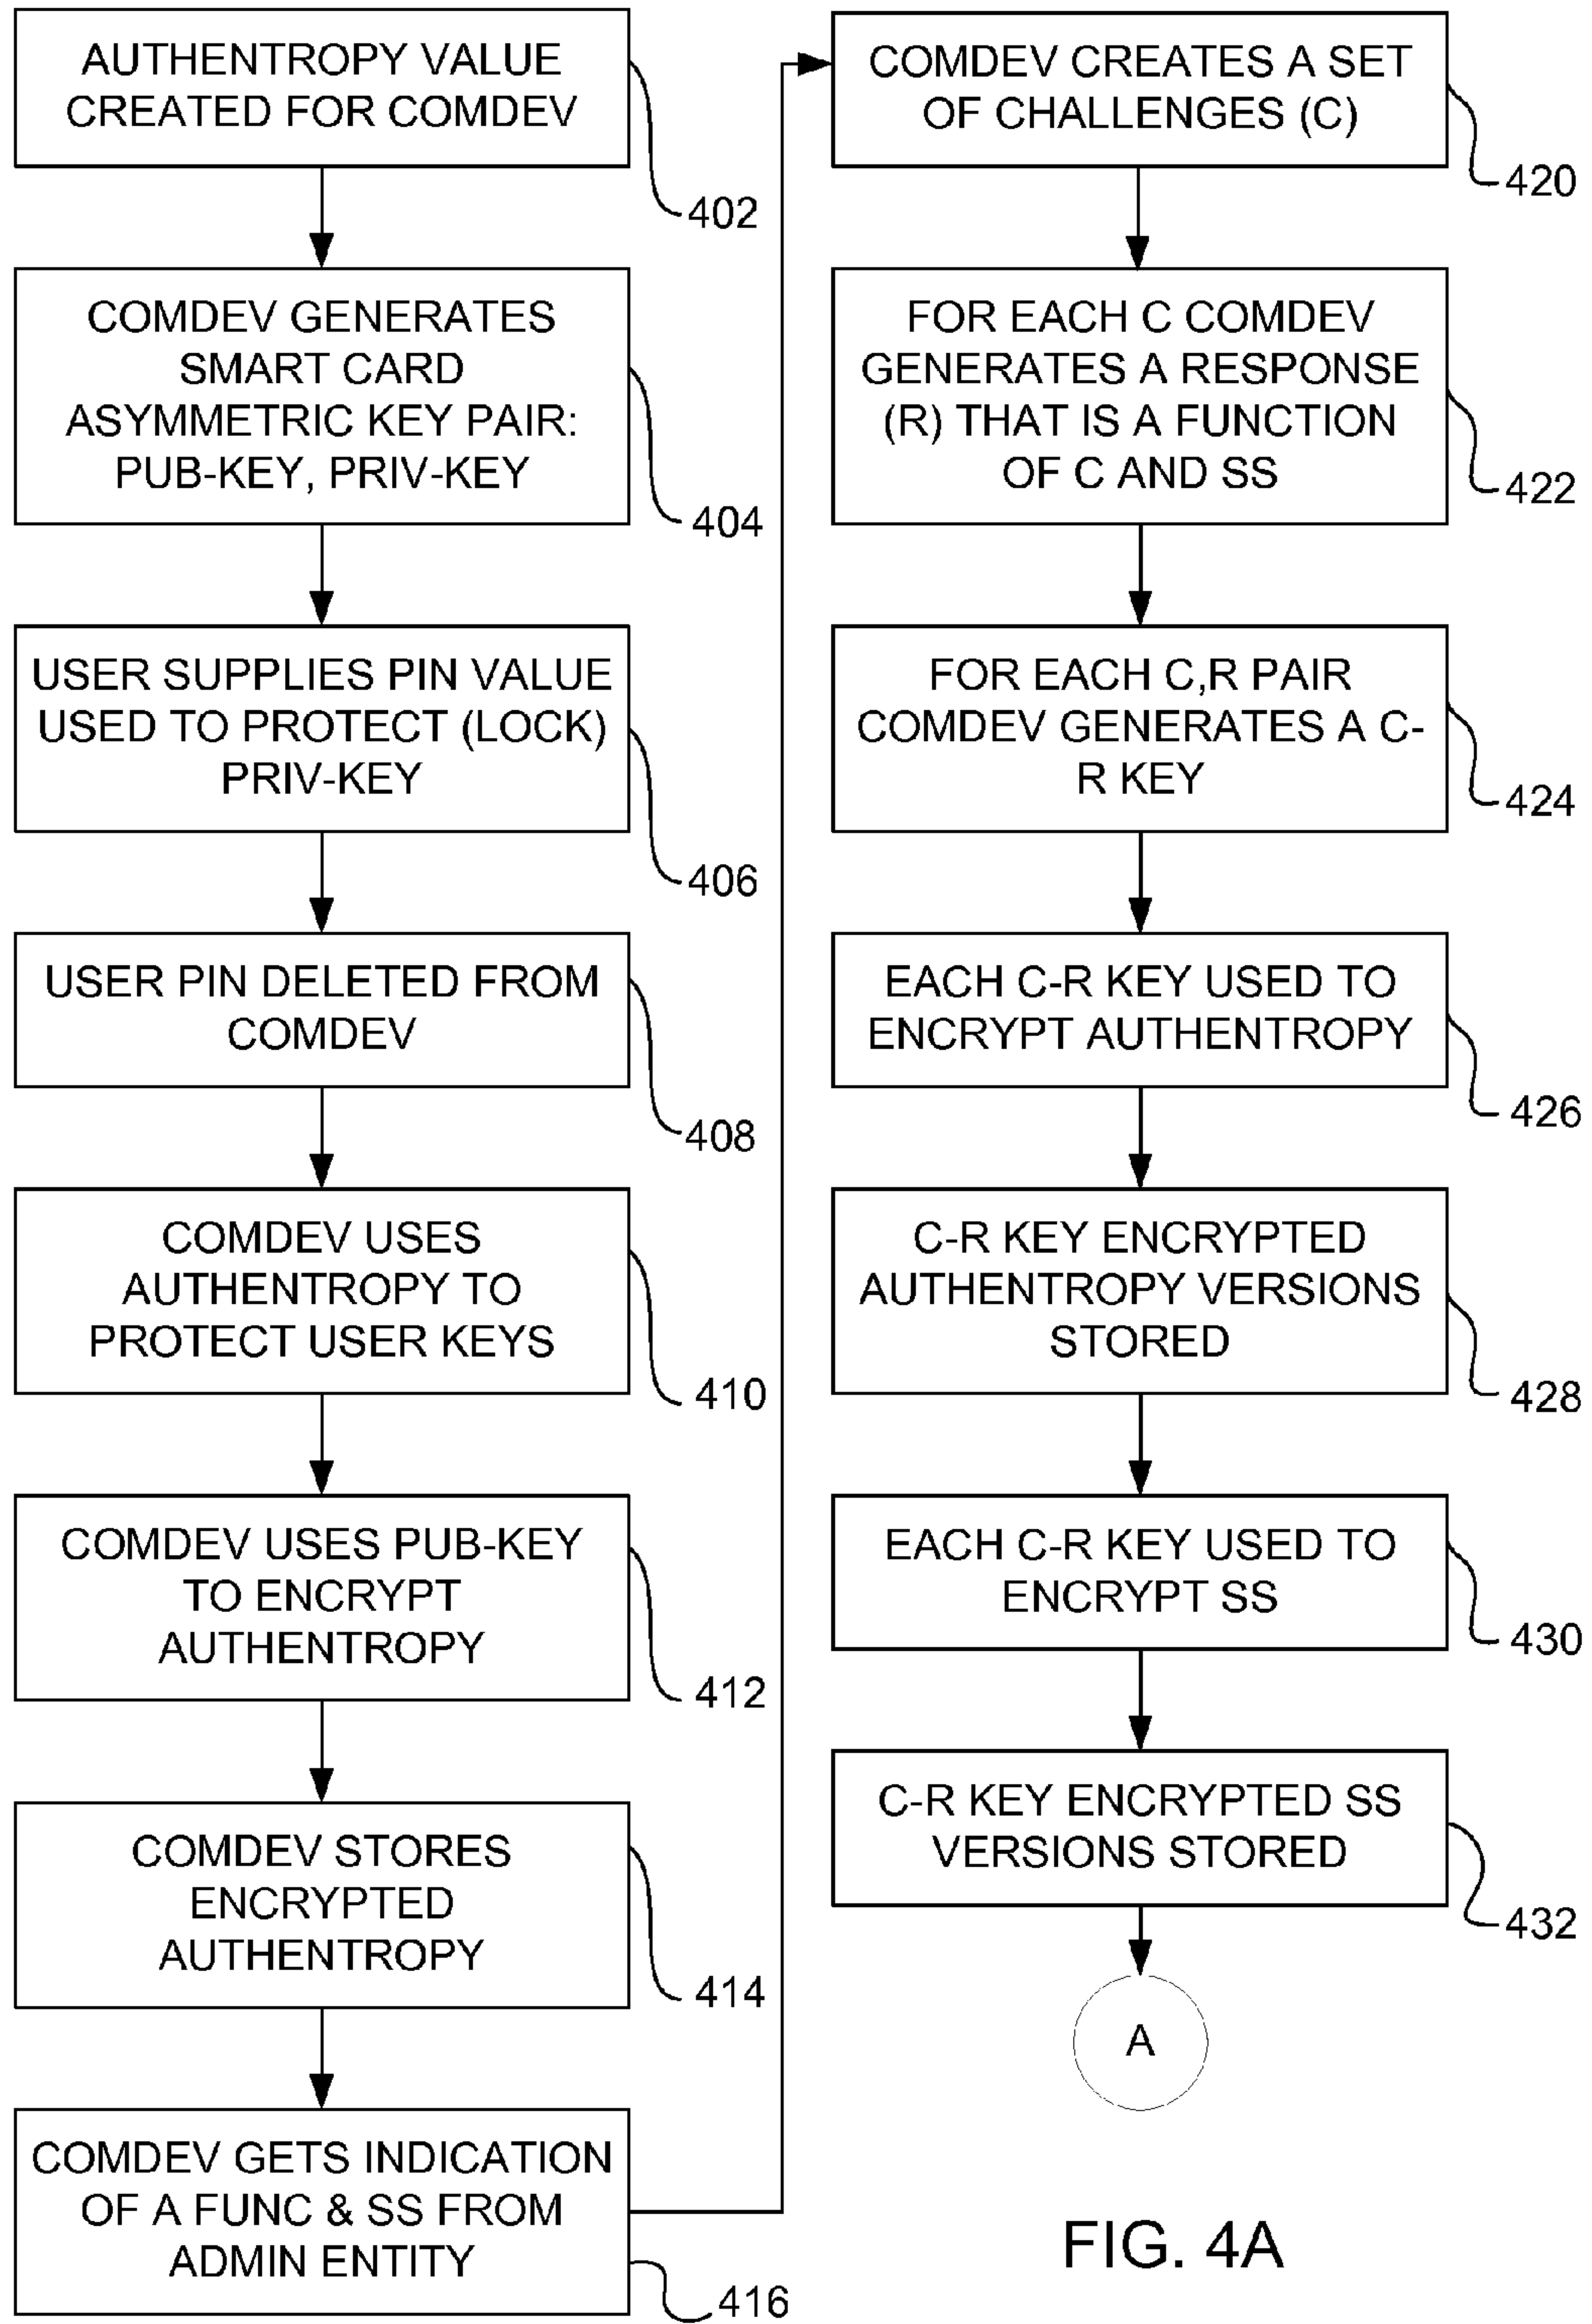 AUTHENTROPY VALUE
CREATED FOR COMDEV
402
COMDEV GENERATES
SMART CARD
ASYMMETRIC KEY PAIR:
PUB-KEY, PRIV-KEY
404
USER SUPPLIES PIN VALUE
USED TO PROTECT (LOCK)
PRIV-KEY
406
USER PIN DELETED FROM
COMDEV
408
COMDEV USES
AUTHENTROPY TO
PROTECT USER KEYS
410
COMDEV USES PUB-KEY
TO ENCRYPT
AUTHENTROPY
412
COMDEV STORES
ENCRYPTED
AUTHENTROPY
414
COMDEV GETS INDICATION
OF A FUNC & SS FROM
ADMIN ENTITY
416
COMDEV CREATES A SET
OF CHALLENGES (C)
420
FOR EACH C COMDEV
GENERATES A RESPONSE
(R) THAT IS A FUNCTION
OF C AND SS
422
FOR EACH C,R PAIR
COMDEV GENERATES A C-
R KEY
424
EACH C-R KEY USED TO
ENCRYPT AUTHENTROPY
426
C-R KEY ENCRYPTED
AUTHENTROPY VERSIONS
STORED
428
EACH C-R KEY USED TO
ENCRYPT SS
430
C-R KEY ENCRYPTED SS
VERSIONS STORED
432
A
FIG. 4A